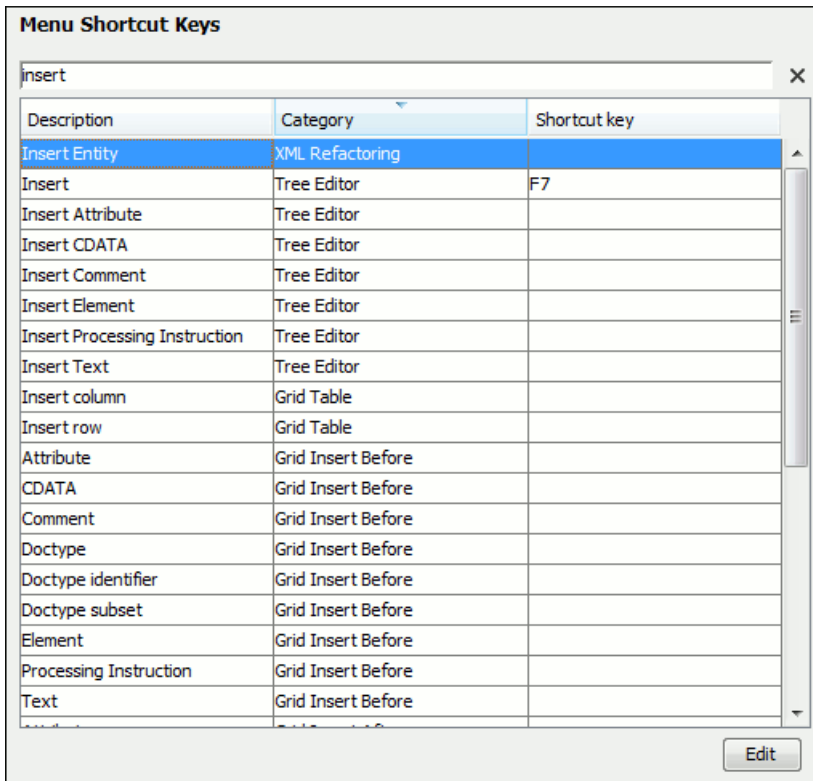 Menu Shortcut Keys
insert
Description Category Shortcut key
Insert Entity XML Refactoring
Insert Tree Editor F7
Insert Attribute Tree Editor
Insert CDATA Tree Editor
Insert Comment Tree Editor
Insert Element Tree Editor
Insert Processing Instruction Tree Editor
Insert Text Tree Editor
Insert column Grid Table
Insert row Grid Table
Attribute Grid Insert Before
CDATA Grid Insert Before
Comment Grid Insert Before
Doctype Grid Insert Before
Doctype identifier Grid Insert Before
Doctype subset Grid Insert Before
Element Grid Insert Before
Processing Instruction Grid Insert Before
Text Grid Insert Before
Edit